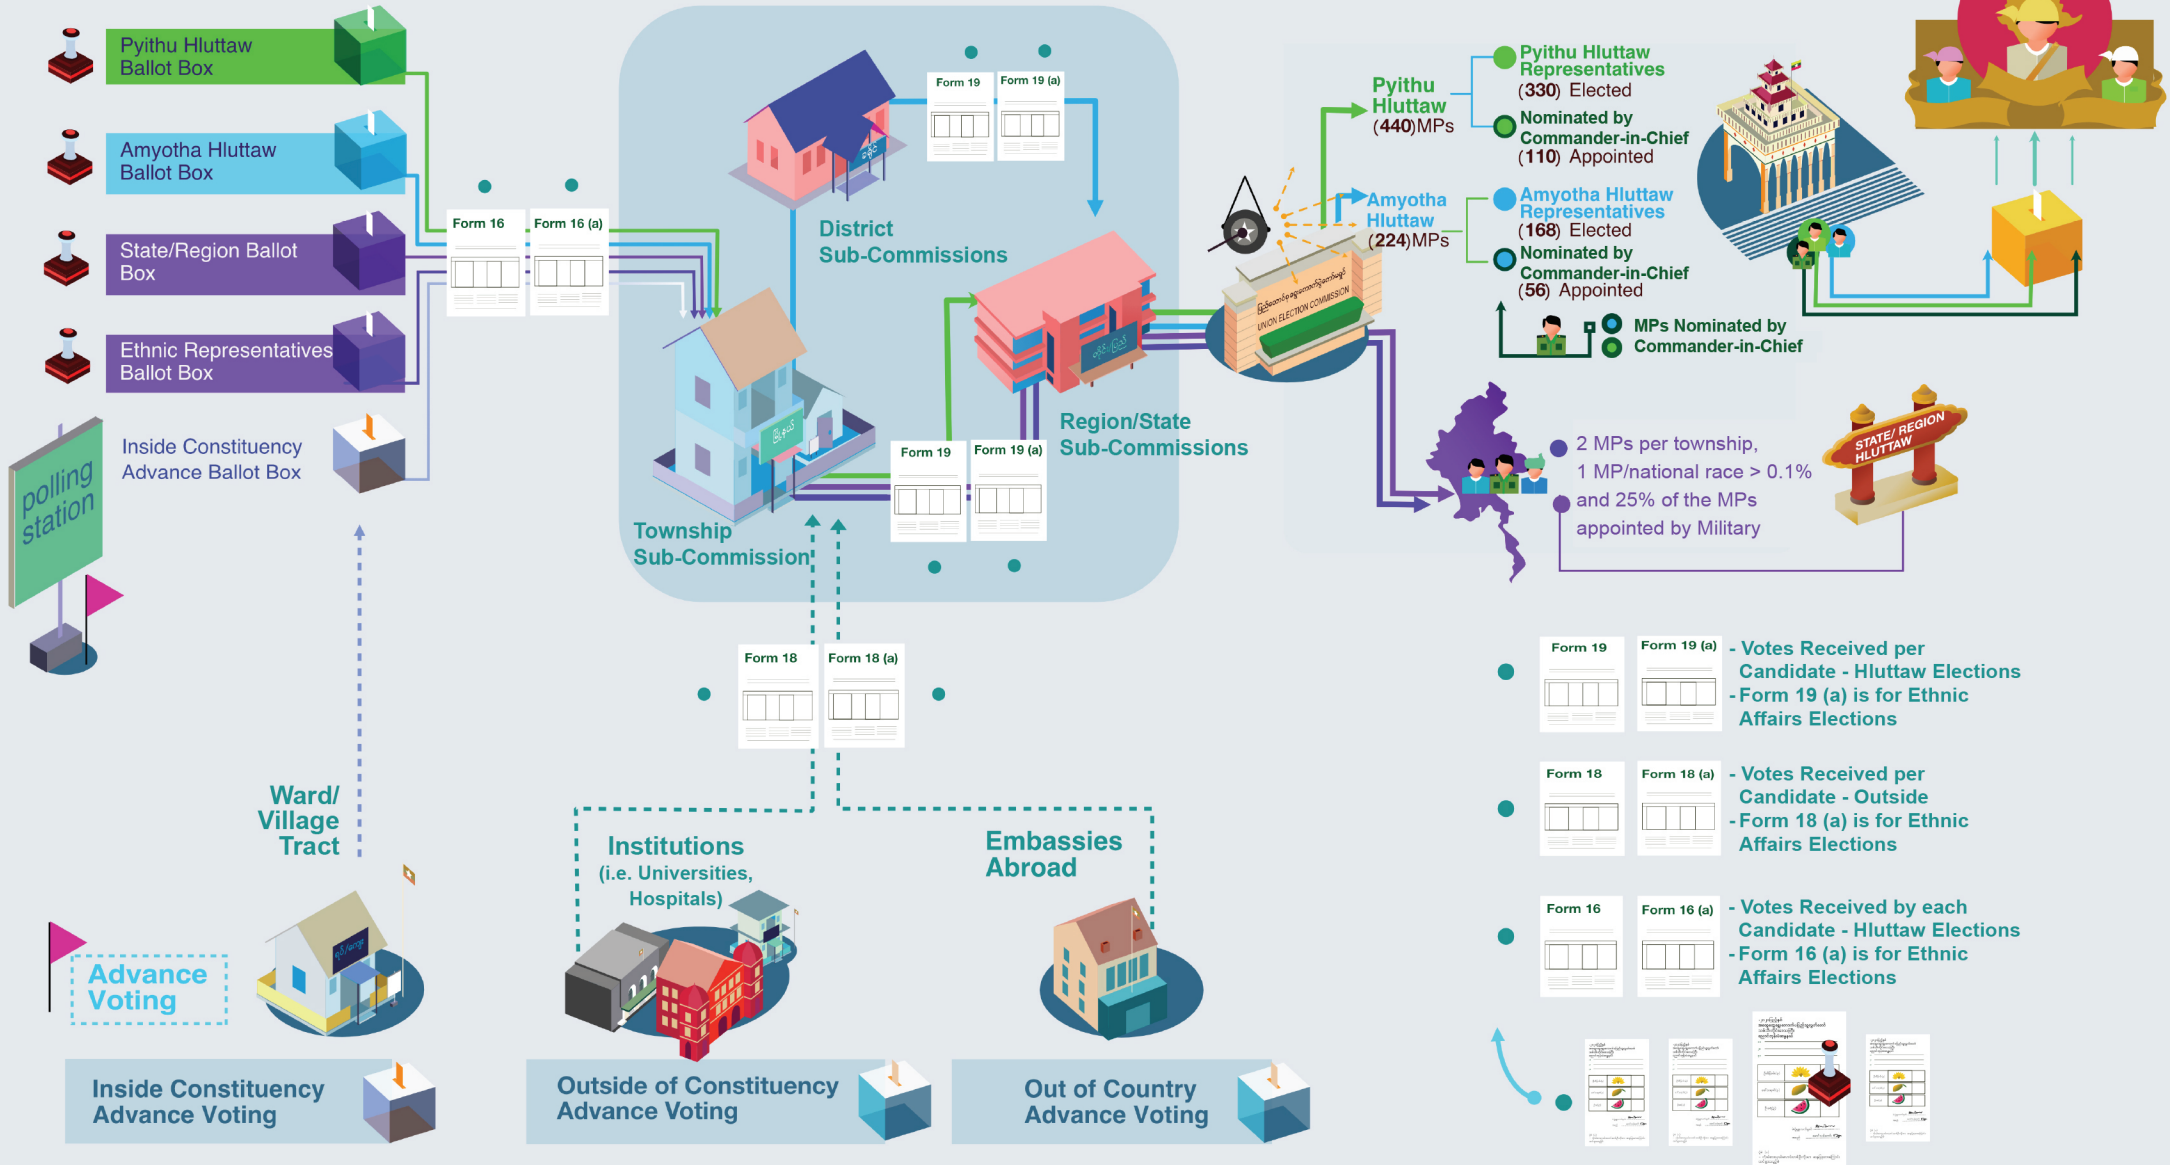 Pyithu Hluttaw
Ballot Box
Amyotha Hluttaw
Ballot Box
State/Region Ballot
Box
Ethnic Representatives
Ballot Box
Inside Constituency
Advance Ballot Box
polling
station
Form 16
Form 16 (a)
Form 19
Form 19 (a)
District
Sub-Commissions
မြို့နယ်
Township
Sub-Commission
Form 19
Form 19 (a)
Region/State
Sub-Commissions
UNION ELECTION COMMISSION
Pyithu
Hluttaw
(440)MPs
Pyithu Hluttaw
Representatives
(330) Elected
Nominated by
Commander-in-Chief
(110) Appointed
Amyotha
Hluttaw
(224)MPs
Amyotha Hluttaw
Representatives
(168) Elected
Nominated by
Commander-in-Chief
(56) Appointed
MPs Nominated by
Commander-in-Chief
2 MPs per township,
1 MP/national race > 0.1%
and 25% of the MPs
appointed by Military
STATE/ REGION
HLUTTAW
Form 18
Form 18 (a)
Ward/
Village
Tract
Institutions
(i.e. Universities,
Hospitals)
Embassies
Abroad
Advance
Voting
Inside Constituency
Advance Voting
Outside of Constituency
Advance Voting
Out of Country
Advance Voting
Form 19
Form 19 (a)
- Votes Received per
Candidate - Hluttaw Elections
- Form 19 (a) is for Ethnic
Affairs Elections
Form 18
Form 18 (a)
- Votes Received per
Candidate - Outside
- Form 18 (a) is for Ethnic
Affairs Elections
Form 16
Form 16 (a)
- Votes Received by each
Candidate - Hluttaw Elections
- Form 16 (a) is for Ethnic
Affairs Elections